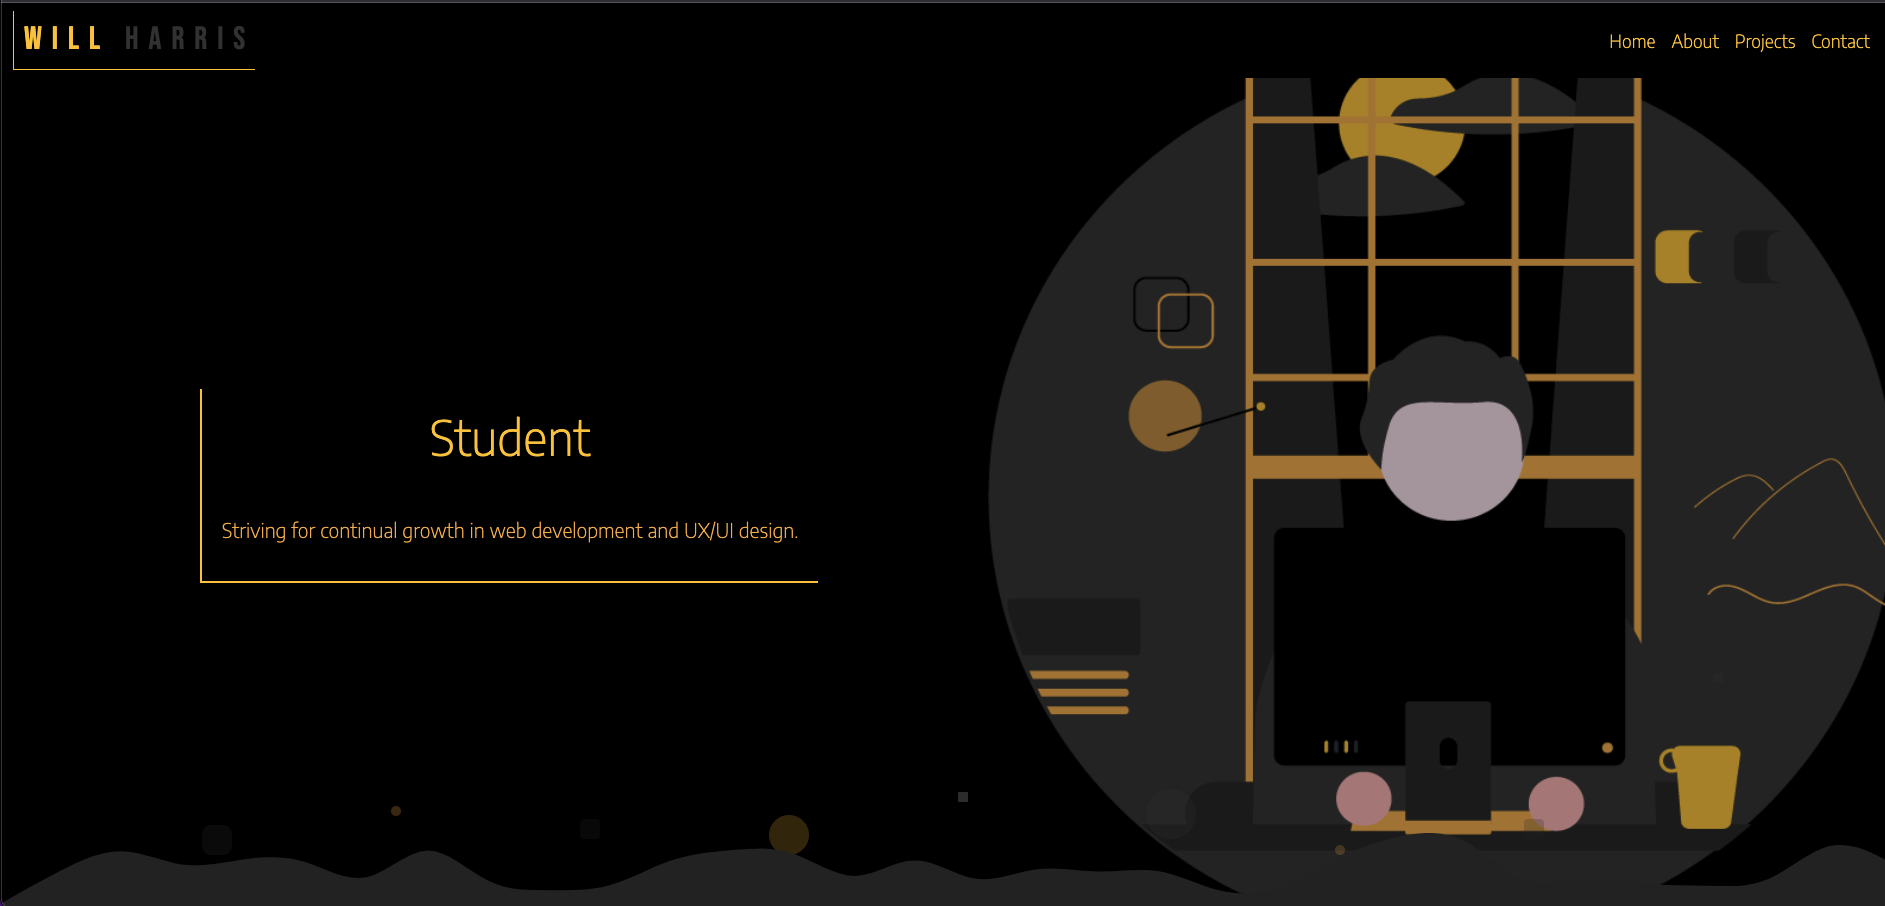 WILL HARRIS
Home About Projects Contact
Student
Striving for continual growth in web development and UX/UI design.